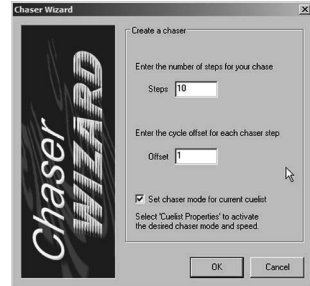 Chaser Wizard
Chaser
WIZARD
Create a chaser
Enter the number of steps for your chase
Steps 10
Enter the cycle offset for each chaser step
Offset 1
Set chaser mode for current cuelist
Select 'Cuelist Properties' to activate
the desired chaser mode and speed.
OK Cancel